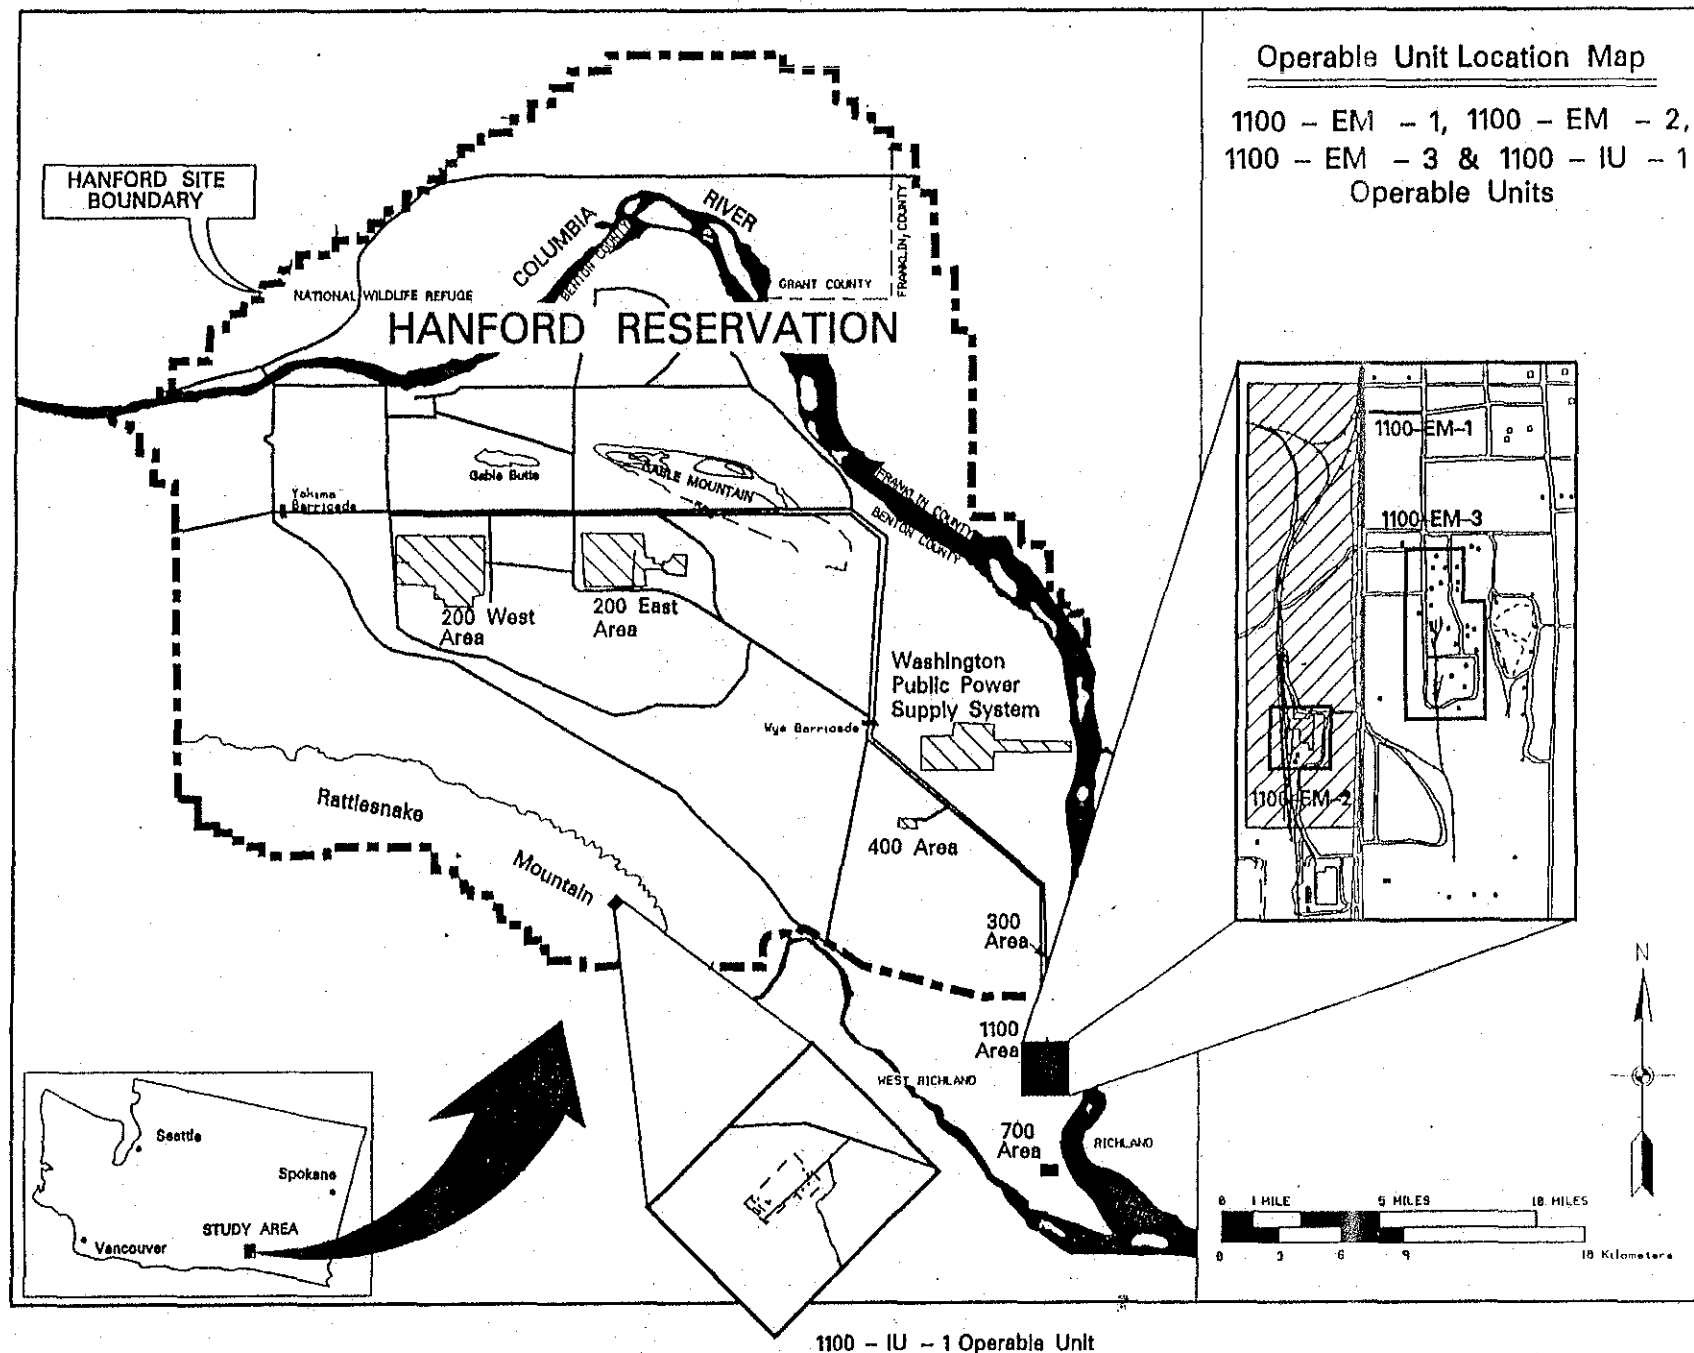 Operable Unit Location Map
1100 - EM - 1, 1100 - EM - 2,
1100 - EM - 3 & 1100 - IU - 1
Operable Units
HANFORD SITE
BOUNDARY
COLUMBIA
RIVER
BENTON COUNTY
FRANKLIN COUNTY
GRANT COUNTY
NATIONAL WILDLIFE REFUGE
HANFORD RESERVATION
Gable Butte
GABLE MOUNTAIN
Yakima
Barricade
FRANKLIN COUNTY
BENTON COUNTY
200 West
Area
200 East
Area
Washington
Public Power
Supply System
Wye Barricade
400 Area
Rattlesnake
Mountain
300
Area
1100
Area
WEST RICHLAND
700
Area
RICHLAND
1100-EM-1
1100-EM-3
1100-EM-2
N
0 1 MILE 5 MILES 10 MILES
0 3 6 9 18 Kilometers
Seattle
Spokane
STUDY AREA
Vancouver
1100 - IU - 1 Operable Unit